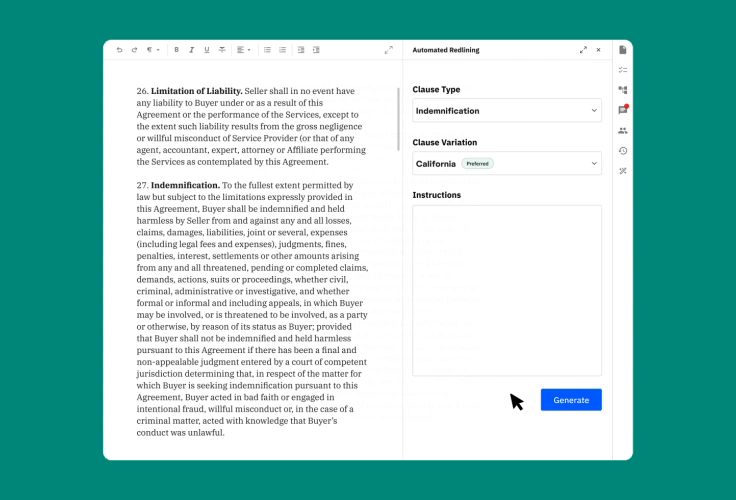 Automated Redlining
26. Limitation of Liability. Seller shall in no event have
any liability to Buyer under or as a result of this
Agreement or the performance of the Services, except to
the extent such liability results from the gross negligence
or willful misconduct of Service Provider (or that of any
agent, accountant, expert, attorney or Affiliate performing
the Services as contemplated by this Agreement.
27. Indemnification. To the fullest extent permitted by
law but subject to the limitations expressly provided in
this Agreement, Buyer shall be indemnified and held
harmless by Seller from and against any and all losses,
claims, damages, liabilities, joint or several, expenses
(including legal fees and expenses), judgments, fines,
penalties, interest, settlements or other amounts arising
from any and all threatened, pending or completed claims,
demands, actions, suits or proceedings, whether civil,
criminal, administrative or investigative, and whether
formal or informal and including appeals, in which Buyer
may be involved, or is threatened to be involved, as a party
or otherwise, by reason of its status as Buyer; provided
that Buyer shall not be indemnified and held harmless
pursuant to this Agreement if there has been a final and
non-appealable judgment entered by a court of competent
jurisdiction determining that, in respect of the matter for
which Buyer is seeking indemnification pursuant to this
Agreement, Buyer acted in bad faith or engaged in
intentional fraud, willful misconduct or, in the case of a
criminal matter, acted with knowledge that Buyer's
conduct was unlawful.
Clause Type
Indemnification
Clause Variation
California Preferred
Instructions
Generate